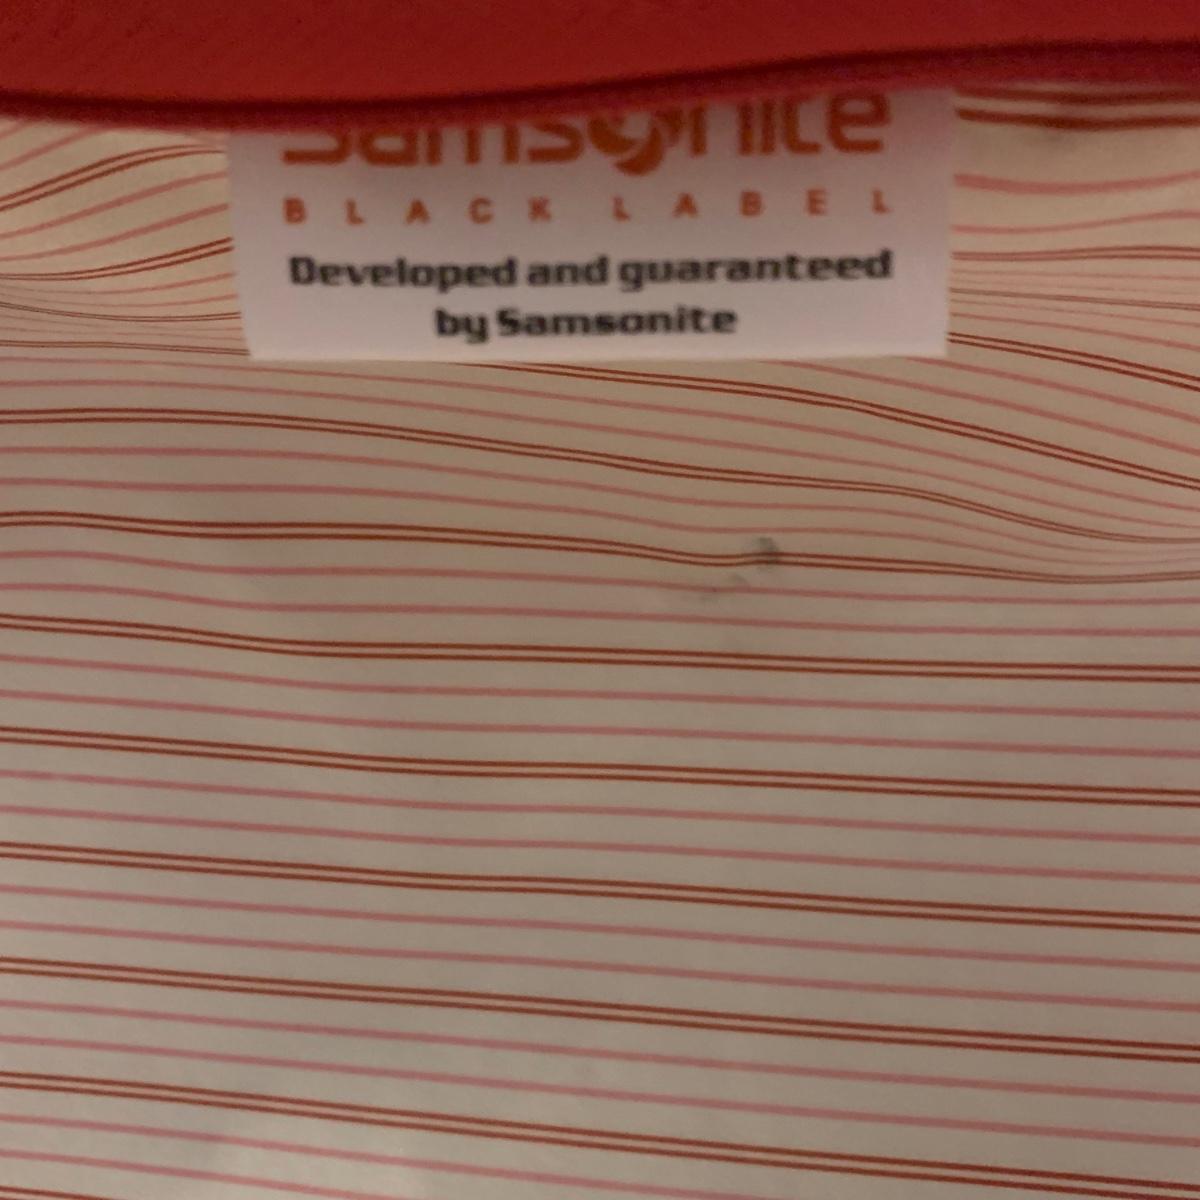 Samsonite
BLACK LABEL
Developed and guaranteed
by Samsonite